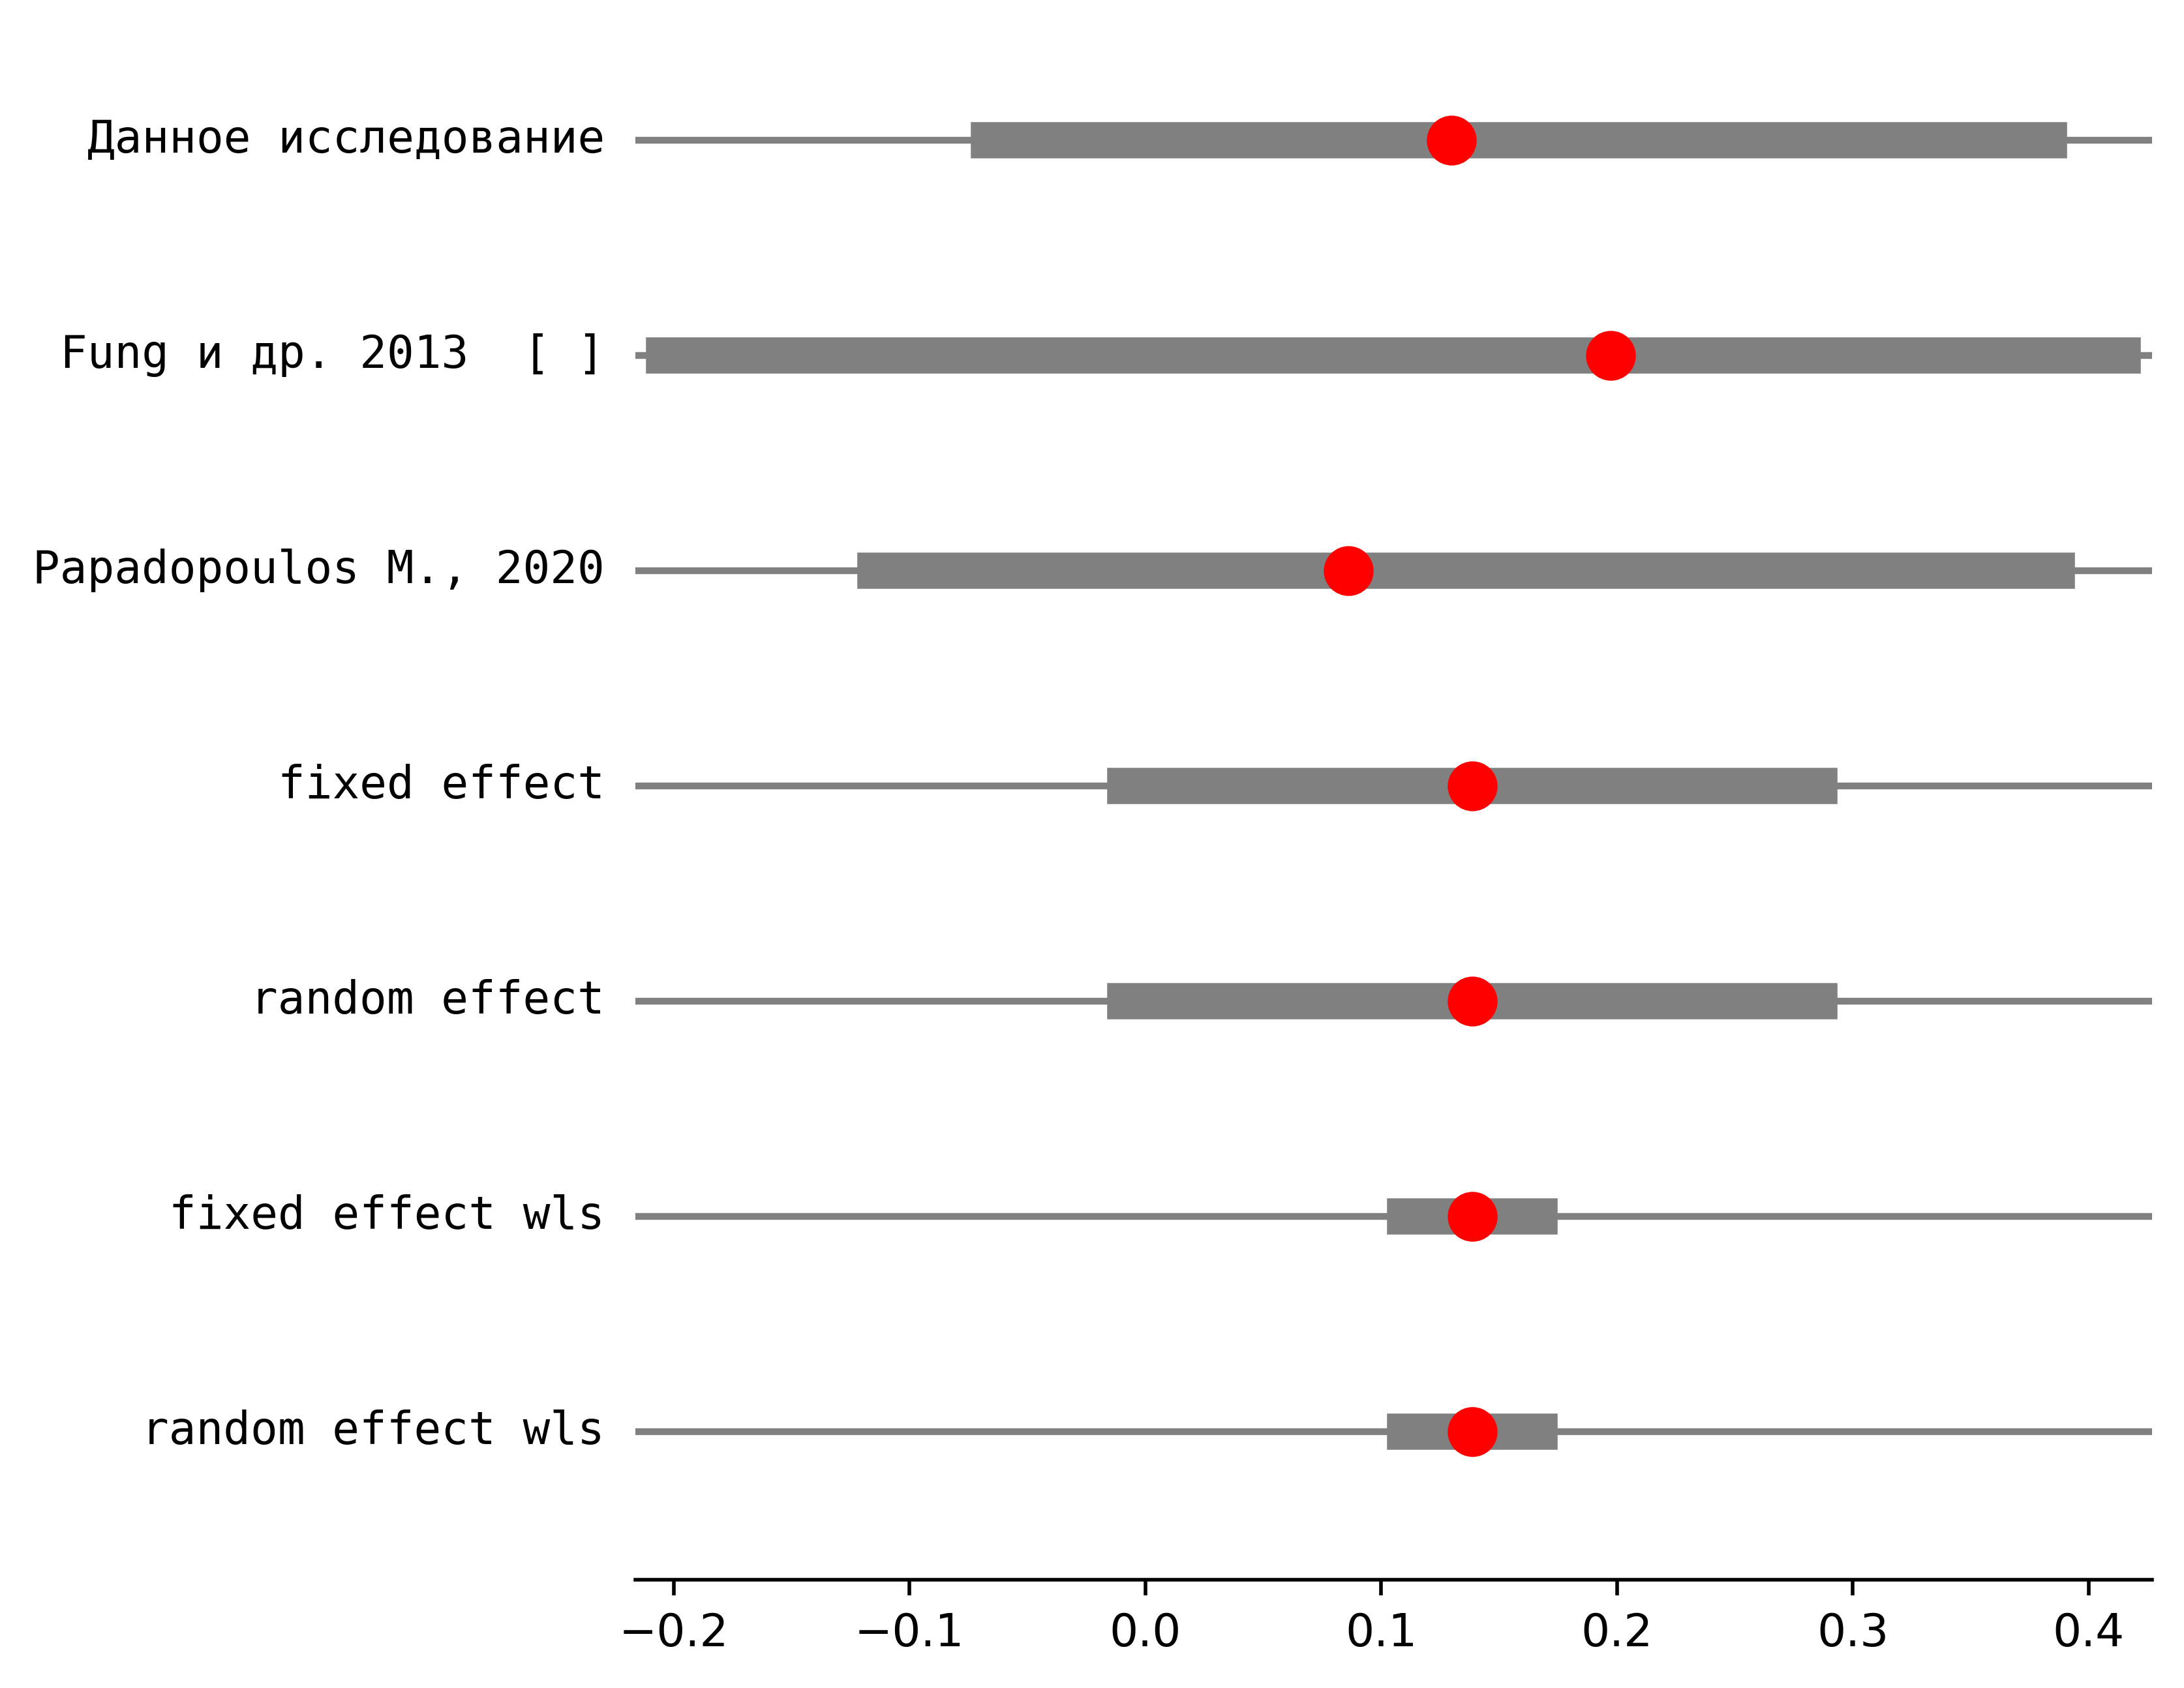 Данное исследование
Fung и др. 2013  [ ]
Papadopoulos M., 2020
fixed effect
random effect
fixed effect wls
random effect wls
−0.2 −0.1 0.0 0.1 0.2 0.3 0.4